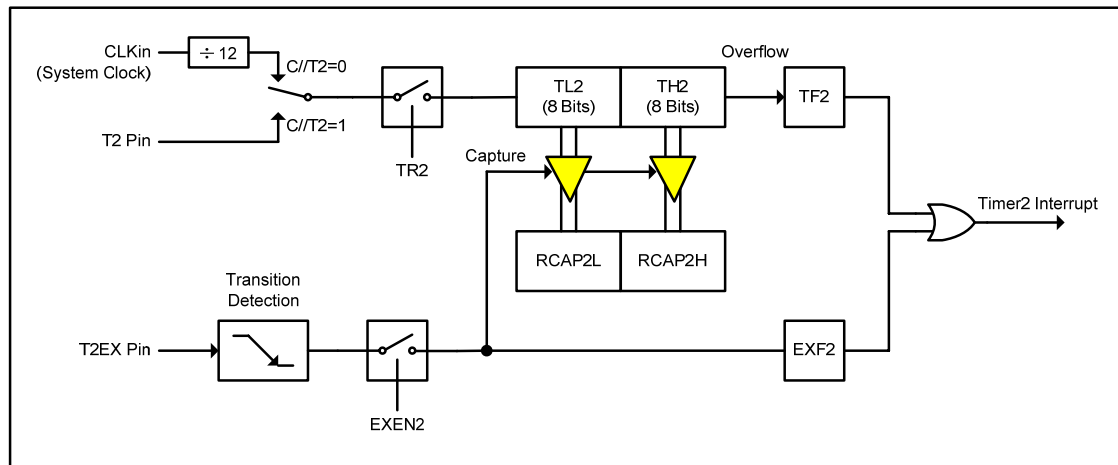 CLKin
(System Clock)
÷ 12
C//T2=0
C//T2=1
T2 Pin
TR2
TL2
(8 Bits)
TH2
(8 Bits)
Overflow
TF2
Capture
RCAP2L
RCAP2H
Timer2 Interrupt
Transition
Detection
T2EX Pin
EXEN2
EXF2